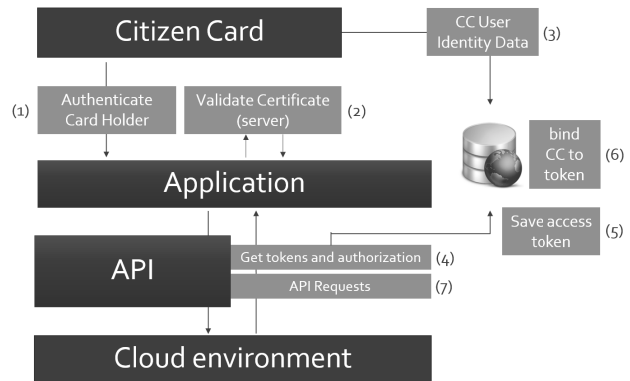 Citizen Card
CC User
Identity Data
(3)
(1)
Authenticate
Card Holder
Validate Certificate
(server)
(2)
bind
CC to
token
(6)
Application
Save access
token
(5)
API
Get tokens and authorization
(4)
API Requests
(7)
Cloud environment